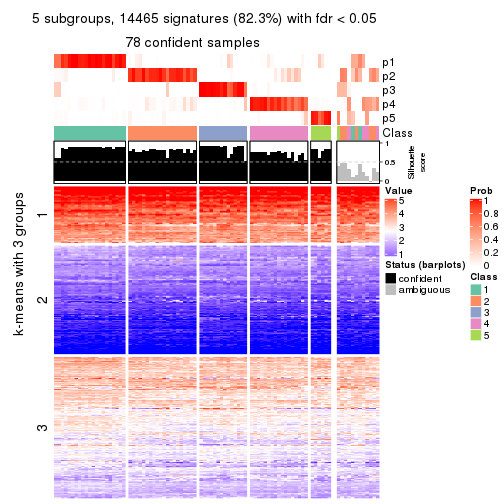 5 subgroups, 14465 signatures (82.3%) with fdr < 0.05
78 confident samples
p1
p2
p3
p4
p5
Class
1
0.5
0
Silhouette
score
k-means with 3 groups
1
2
3
Value
5
4
3
2
1
Status (barplots)
confident
ambiguous
Prob
1
0.8
0.6
0.4
0.2
0
Class
1
2
3
4
5